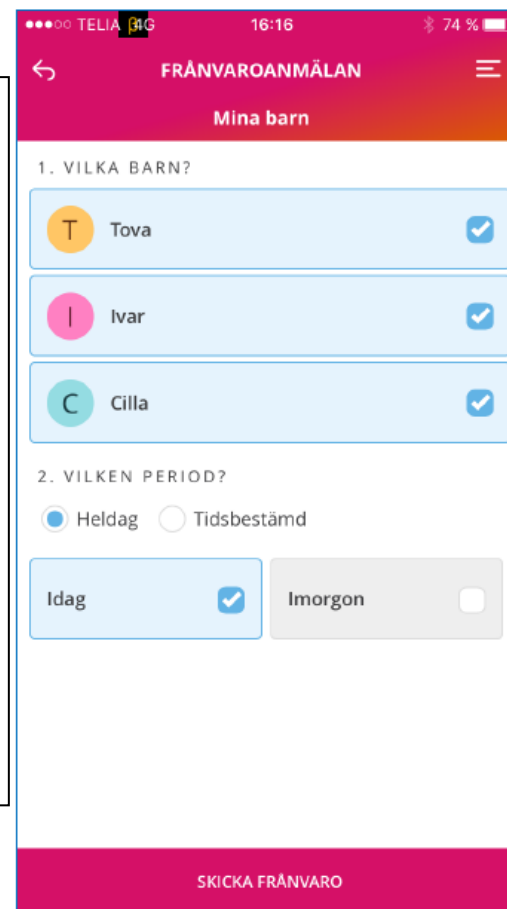 TELIA 4G 16:16 74 %
FRÅNVAROANMÄLAN
Mina barn
1. VILKA BARN?
T Tova
I Ivar
C Cilla
2. VILKEN PERIOD?
Heldag Tidsbestämd
Idag Imorgon
SKICKA FRÅNVARO